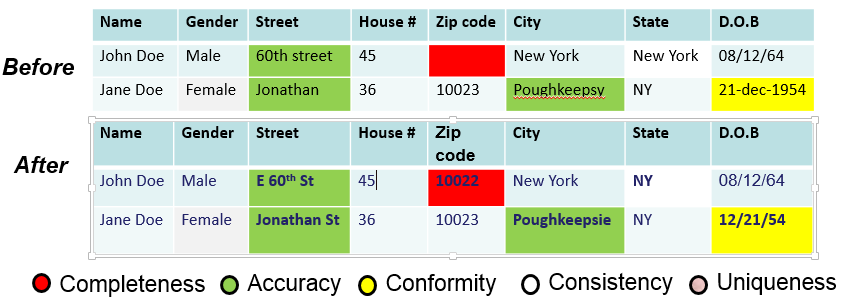 Name Gender Street House # Zip code City State D.O.B
Before
John Doe Male 60th street 45 New York New York 08/12/64
Jane Doe Female Jonathan 36 10023 Poughkeepsy NY 21-dec-1954
Name Gender Street House # Zip code City State D.O.B
After
John Doe Male E 60th St 45 10022 New York NY 08/12/64
Jane Doe Female Jonathan St 36 10023 Poughkeepsie NY 12/21/54
Completeness Accuracy Conformity Consistency Uniqueness